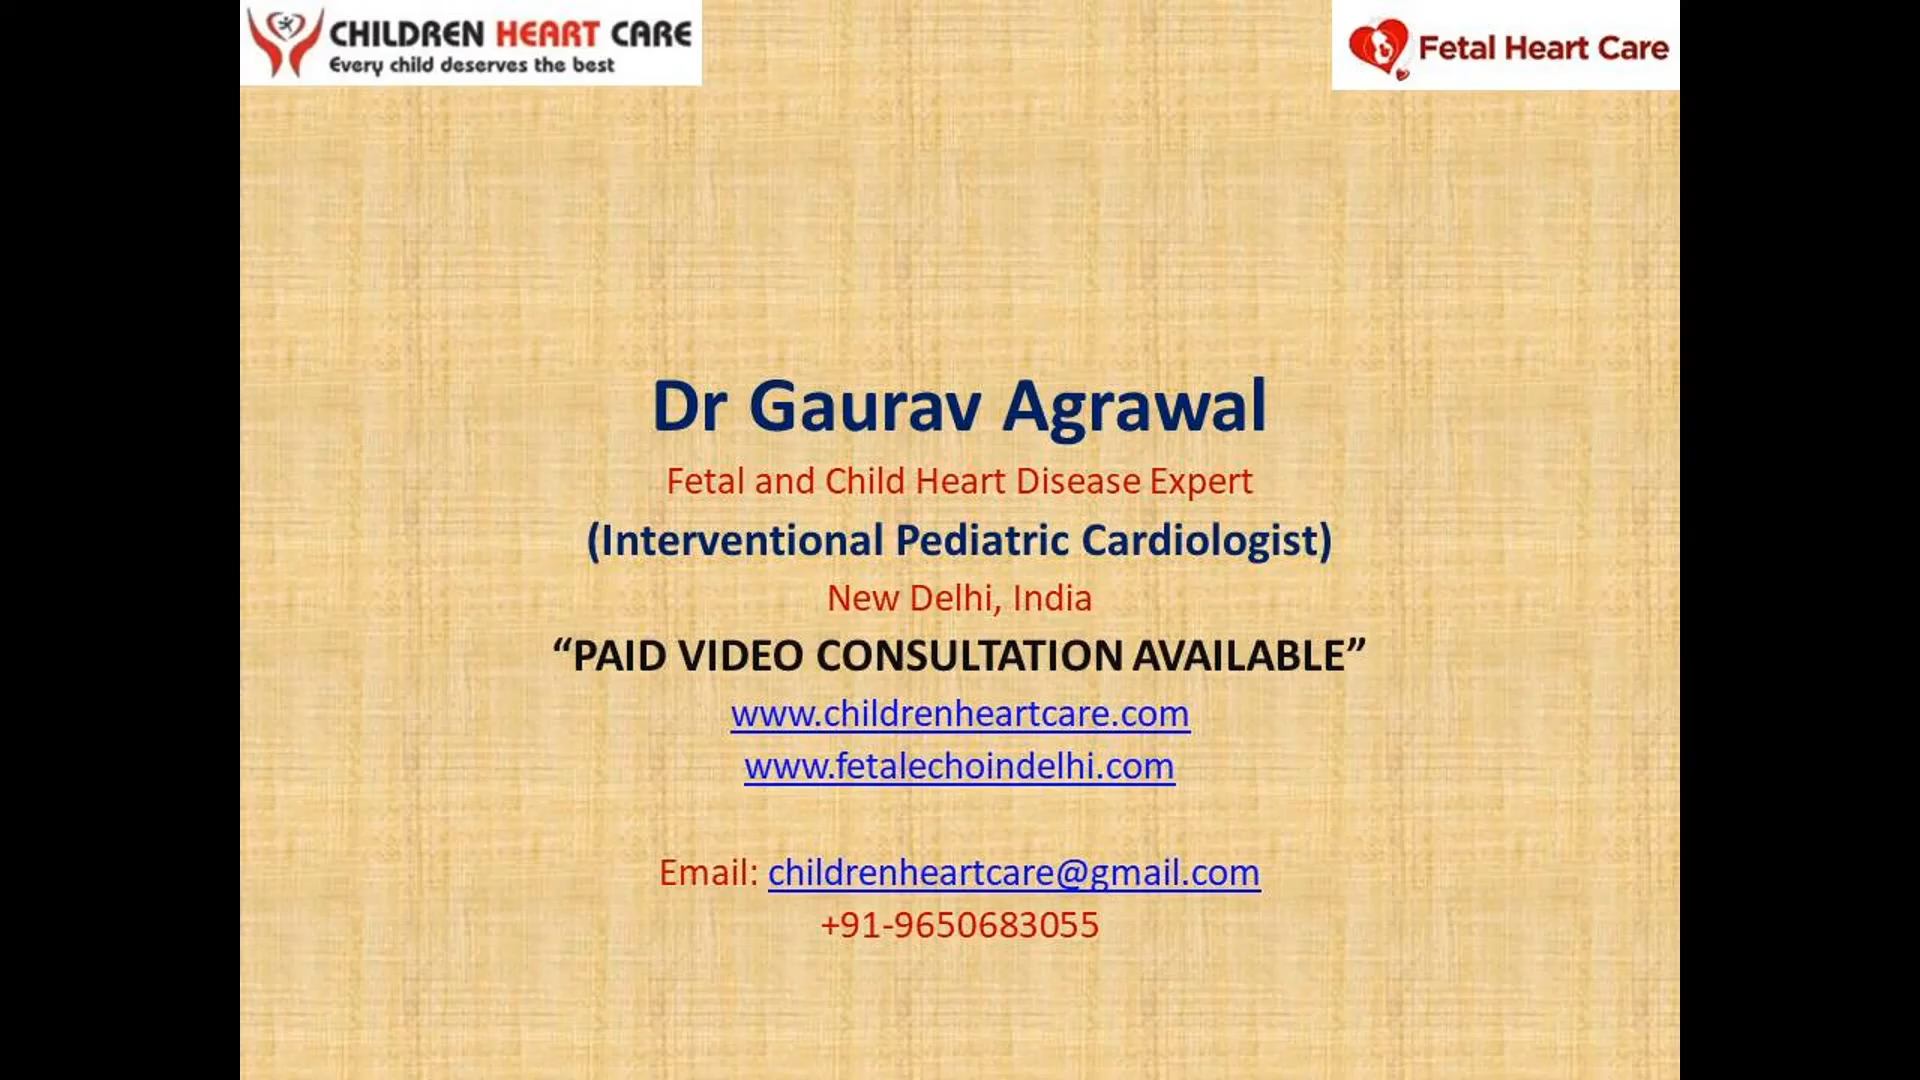 CHILDREN HEART CARE
Every child deserves the best
Fetal Heart Care
Dr Gaurav Agrawal
Fetal and Child Heart Disease Expert
(Interventional Pediatric Cardiologist)
New Delhi, India
“PAID VIDEO CONSULTATION AVAILABLE”
www.childrenheartcare.com
www.fetalechoindelhi.com
Email: childrenheartcare@gmail.com
+91-9650683055